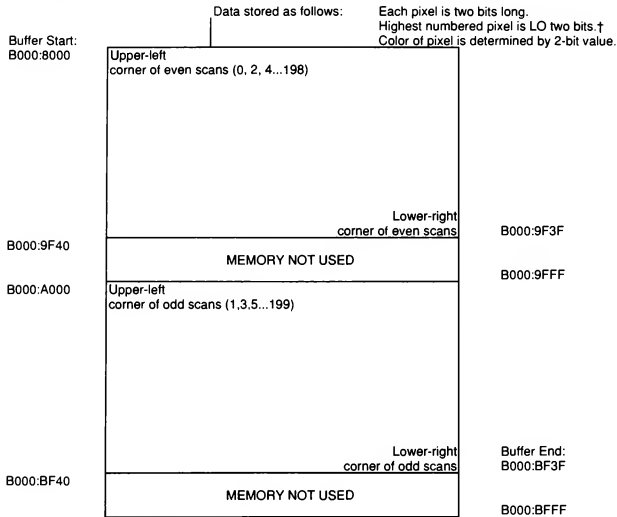 Data stored as follows:
Each pixel is two bits long.
Highest numbered pixel is LO two bits.†
Color of pixel is determined by 2-bit value.
Buffer Start:
B000:8000
Upper-left
corner of even scans (0, 2, 4...198)
Lower-right
corner of even scans
B000:9F3F
B000:9F40
MEMORY NOT USED
B000:9FFF
B000:A000
Upper-left
corner of odd scans (1,3,5...199)
Lower-right
corner of odd scans
Buffer End:
B000:BF3F
B000:BF40
MEMORY NOT USED
B000:BFFF